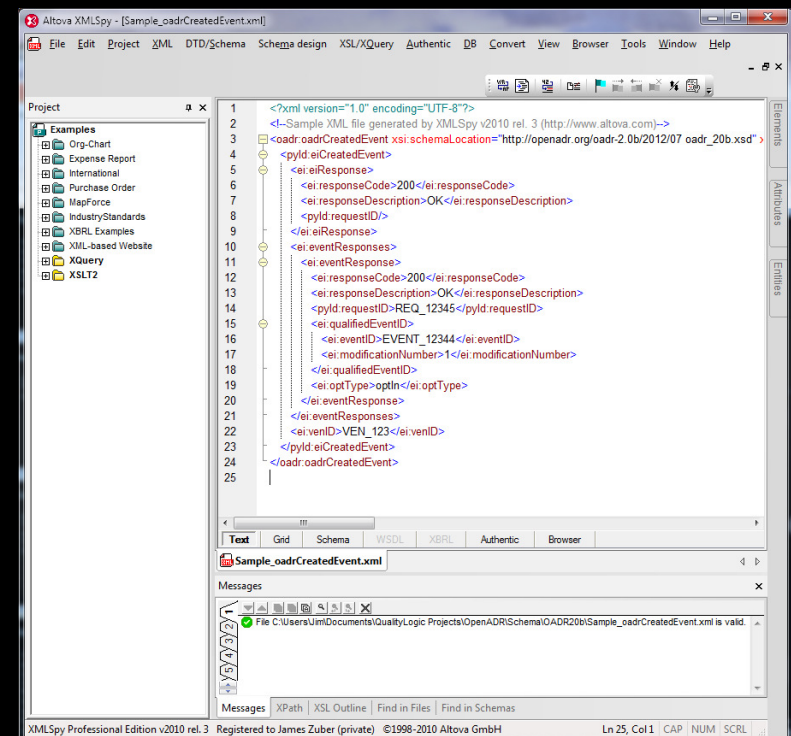 Altova XMLSpy - [Sample_oadrCreatedEvent.xml]
File Edit Project XML DTD/Schema Schema design XSL/XQuery Authentic DB Convert View Browser Tools Window Help
Project
Examples
Org-Chart
Expense Report
International
Purchase Order
MapForce
IndustryStandards
XBRL Examples
XML-based Website
XQuery
XSLT2
1 <?xml version="1.0" encoding="UTF-8"?>
2 <!--Sample XML file generated by XMLSpy v2010 rel. 3 (http://www.altova.com)-->
3 <oadr:oadrCreatedEvent xsi:schemaLocation="http://openadr.org/oadr-2.0b/2012/07 oadr_20b.xsd" x
4 <pyld:eiCreatedEvent>
5 <ei:eiResponse>
6 <ei:responseCode>200</ei:responseCode>
7 <ei:responseDescription>OK</ei:responseDescription>
8 <pyld:requestID/>
9 </ei:eiResponse>
10 <ei:eventResponses>
11 <ei:eventResponse>
12 <ei:responseCode>200</ei:responseCode>
13 <ei:responseDescription>OK</ei:responseDescription>
14 <pyld:requestID>REQ_12345</pyld:requestID>
15 <ei:qualifiedEventID>
16 <ei:eventID>EVENT_12344</ei:eventID>
17 <ei:modificationNumber>1</ei:modificationNumber>
18 </ei:qualifiedEventID>
19 <ei:optType>optIn</ei:optType>
20 </ei:eventResponse>
21 </ei:eventResponses>
22 <ei:venID>VEN_123</ei:venID>
23 </pyld:eiCreatedEvent>
24 </oadr:oadrCreatedEvent>
25
Elements
Attributes
Entities
Text Grid Schema WSDL XBRL Authentic Browser
Sample_oadrCreatedEvent.xml
Messages
1
2
3
4
5
File C:\Users\Jim\Documents\QualityLogic Projects\OpenADR\Schema\OADR20b\Sample_oadrCreatedEvent.xml is valid.
Messages XPath XSL Outline Find in Files Find in Schemas
XMLSpy Professional Edition v2010 rel. 3 Registered to James Zuber (private) ©1998-2010 Altova GmbH Ln 25, Col 1 CAP NUM SCRL